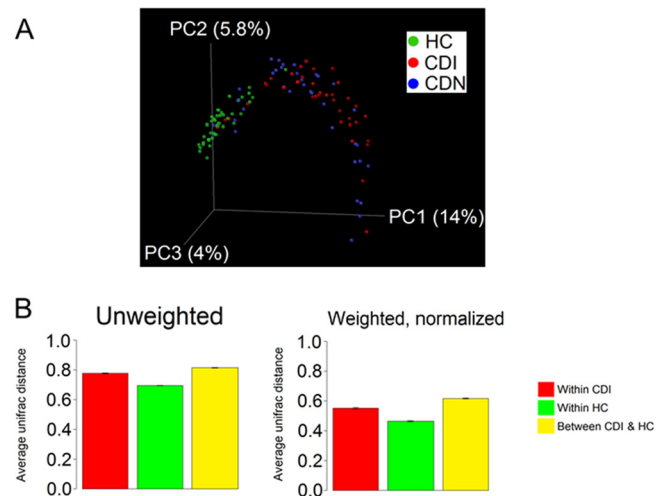 A
PC2 (5.8%)
HC
CDI
CDN
PC1 (14%)
PC3 (4%)
B
Unweighted
Average unifrac distance
1.0
0.8
0.6
0.4
0.2
0.0
Weighted, normalized
Average unifrac distance
1.0
0.8
0.6
0.4
0.2
0.0
Within CDI
Within HC
Between CDI & HC